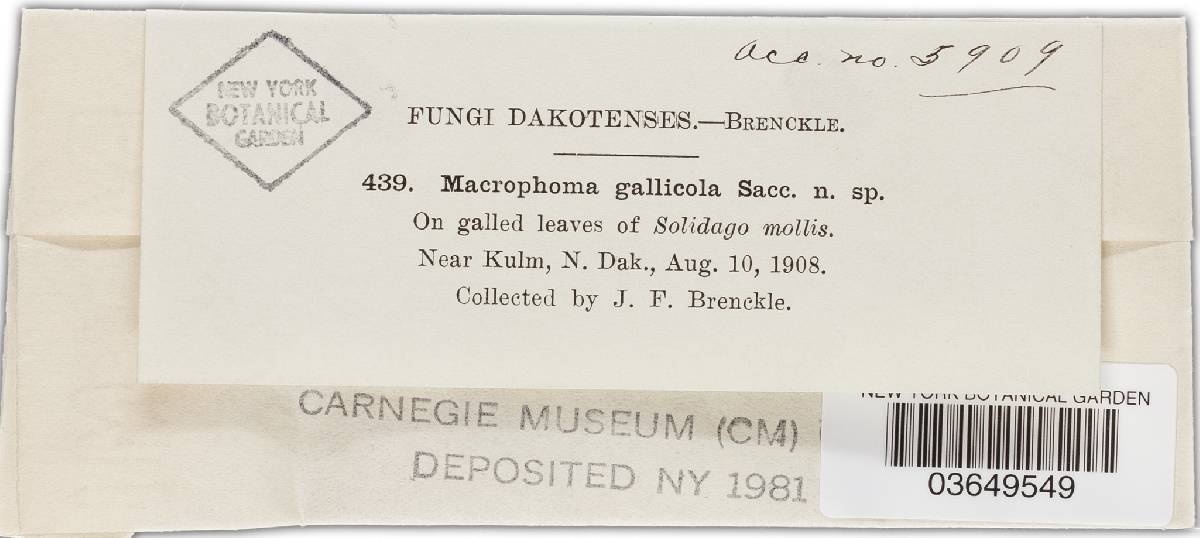 acc. no. 5909
NEW YORK
BOTANICAL
GARDEN
FUNGI DAKOTENSES.—BRENCKLE.
439. Macrophoma gallicola Sacc. n. sp.
On galled leaves of Solidago mollis.
Near Kulm, N. Dak., Aug. 10, 1908.
Collected by J. F. Brenckle.
CARNEGIE MUSEUM (CM)
DEPOSITED NY 1981
NEW YORK BOTANICAL GARDEN
03649549